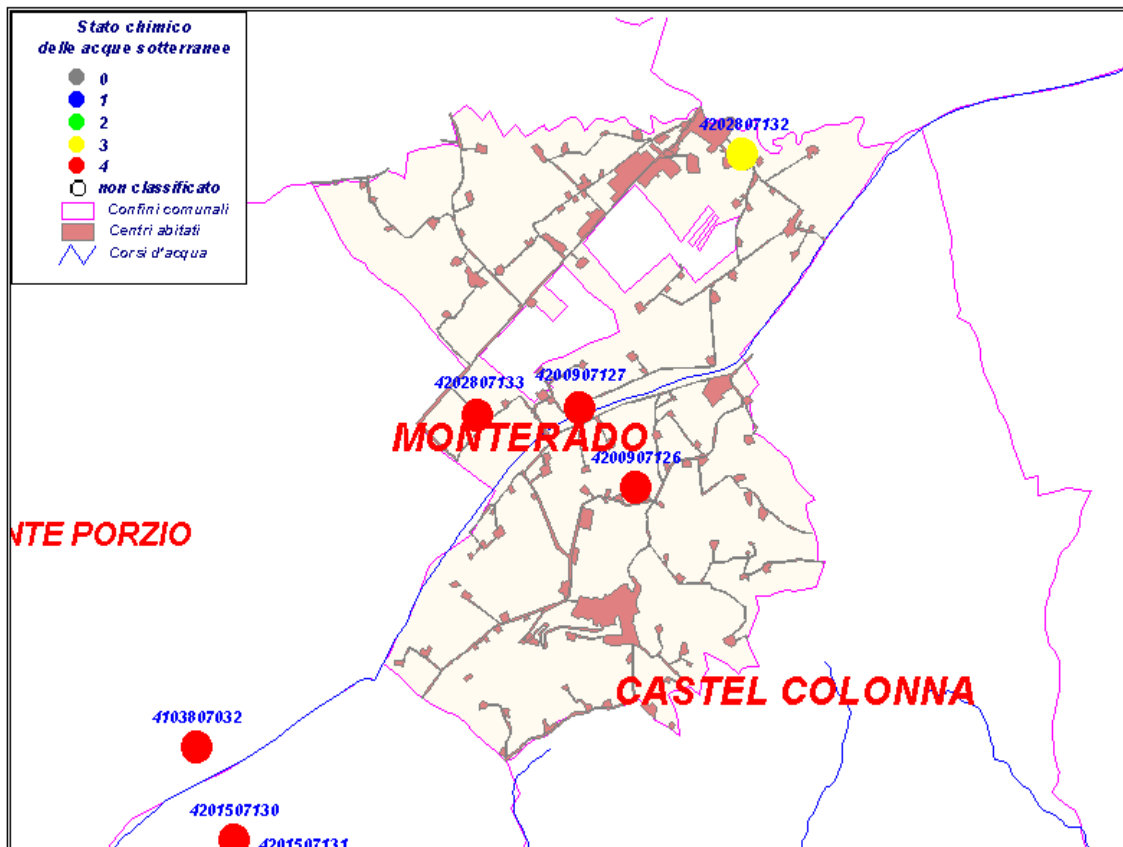 Stato chimico
delle acque sotterranee
0
1
2
3
4
non classificato
Confini comunali
Centri abitati
Corsi d'acqua
4202807132
4202807133
4200907127
MONTERADO
4200907126
NTE PORZIO
CASTEL COLONNA
4103807032
4201507130
4201507131